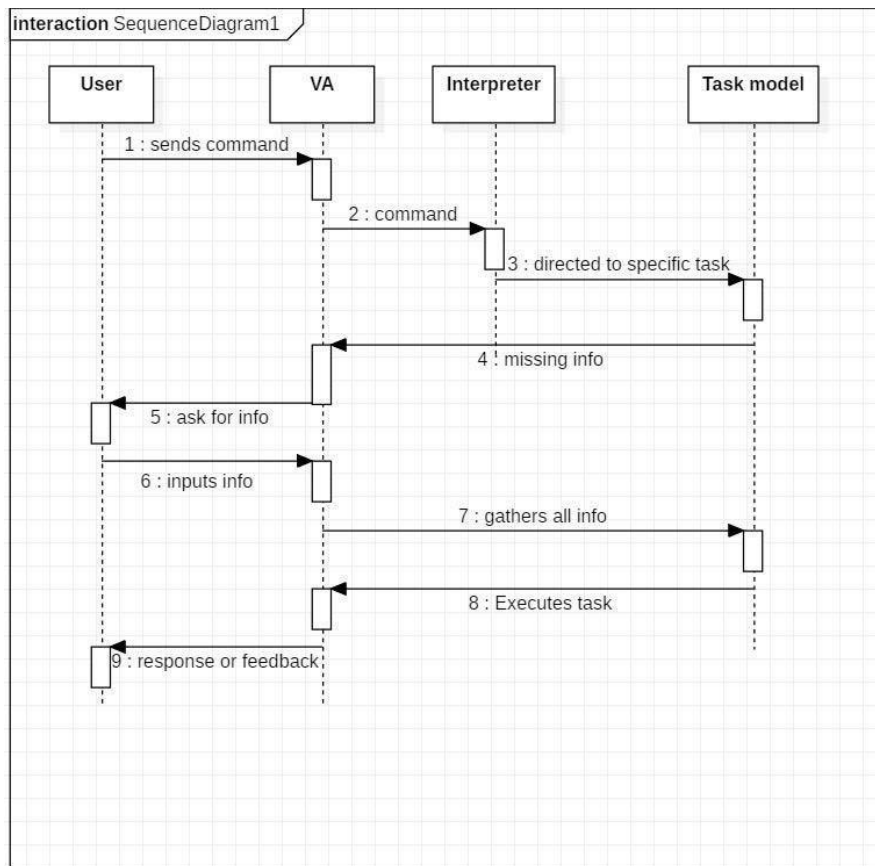 interaction SequenceDiagram1
User VA Interpreter Task model
1 : sends command
2 : command
3 : directed to specific task
4 : missing info
5 : ask for info
6 : inputs info
7 : gathers all info
8 : Executes task
9 : response or feedback